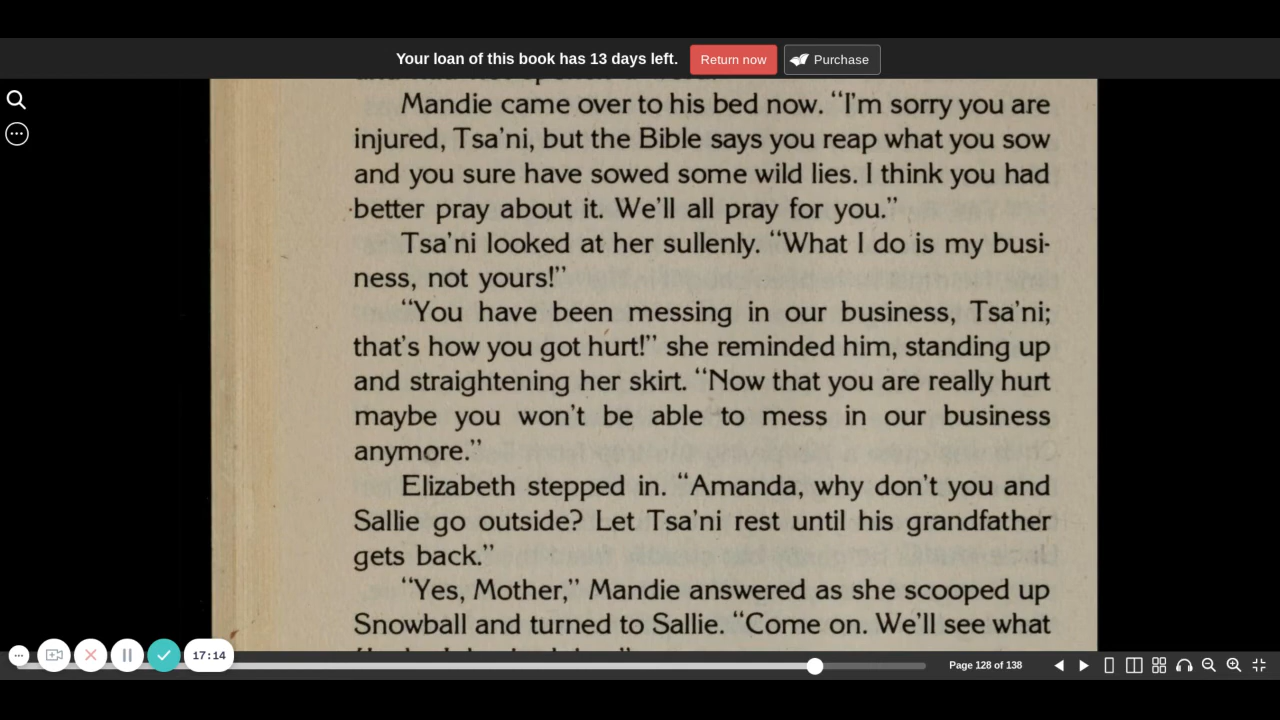 Your loan of this book has 13 days left. Return now Purchase
Mandie came over to his bed now. “I'm sorry you are
injured, Tsa'ni, but the Bible says you reap what you sow
and you sure have sowed some wild lies. I think you had
better pray about it. We'll all pray for you.”
Tsa'ni looked at her sullenly. “What I do is my busi-
ness, not yours!”
“You have been messing in our business, Tsa'ni;
that's how you got hurt!” she reminded him, standing up
and straightening her skirt. “Now that you are really hurt
maybe you won't be able to mess in our business
anymore.”
Elizabeth stepped in. “Amanda, why don't you and
Sallie go outside? Let Tsa'ni rest until his grandfather
gets back.”
“Yes, Mother,” Mandie answered as she scooped up
Snowball and turned to Sallie. “Come on. We'll see what
17:14
Page 128 of 138